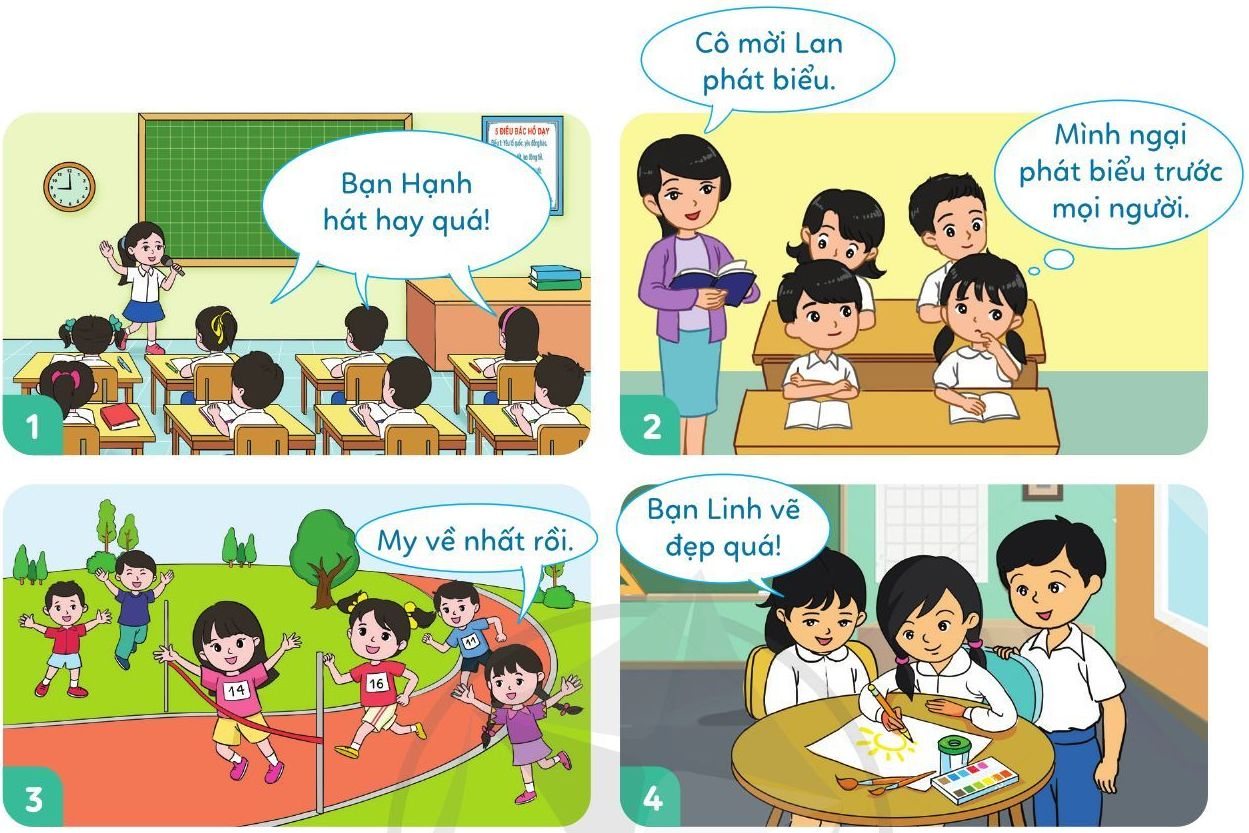 Bạn Hạnh
hát hay quá!
5 ĐIỀU BÁC HỒ DẠY
1
Cô mời Lan
phát biểu.
Mình ngại
phát biểu trước
mọi người.
2
My về nhất rồi.
14
16
11
3
Bạn Linh vẽ
đẹp quá!
4